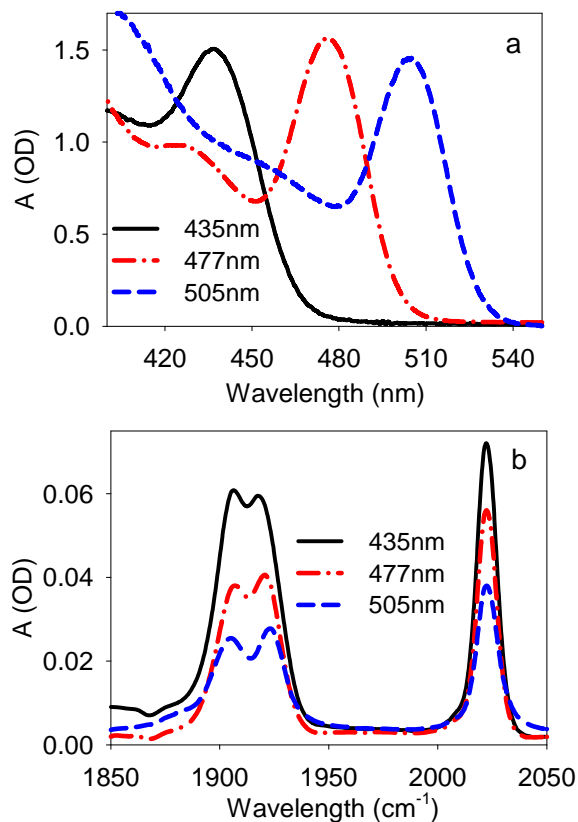 a
A (OD)
1.5
1.0
0.5
0.0
435nm
477nm
505nm
420 450 480 510 540
Wavelength (nm)
b
A (OD)
0.06
0.04
0.02
0.00
435nm
477nm
505nm
1850 1900 1950 2000 2050
Wavelength (cm⁻¹)